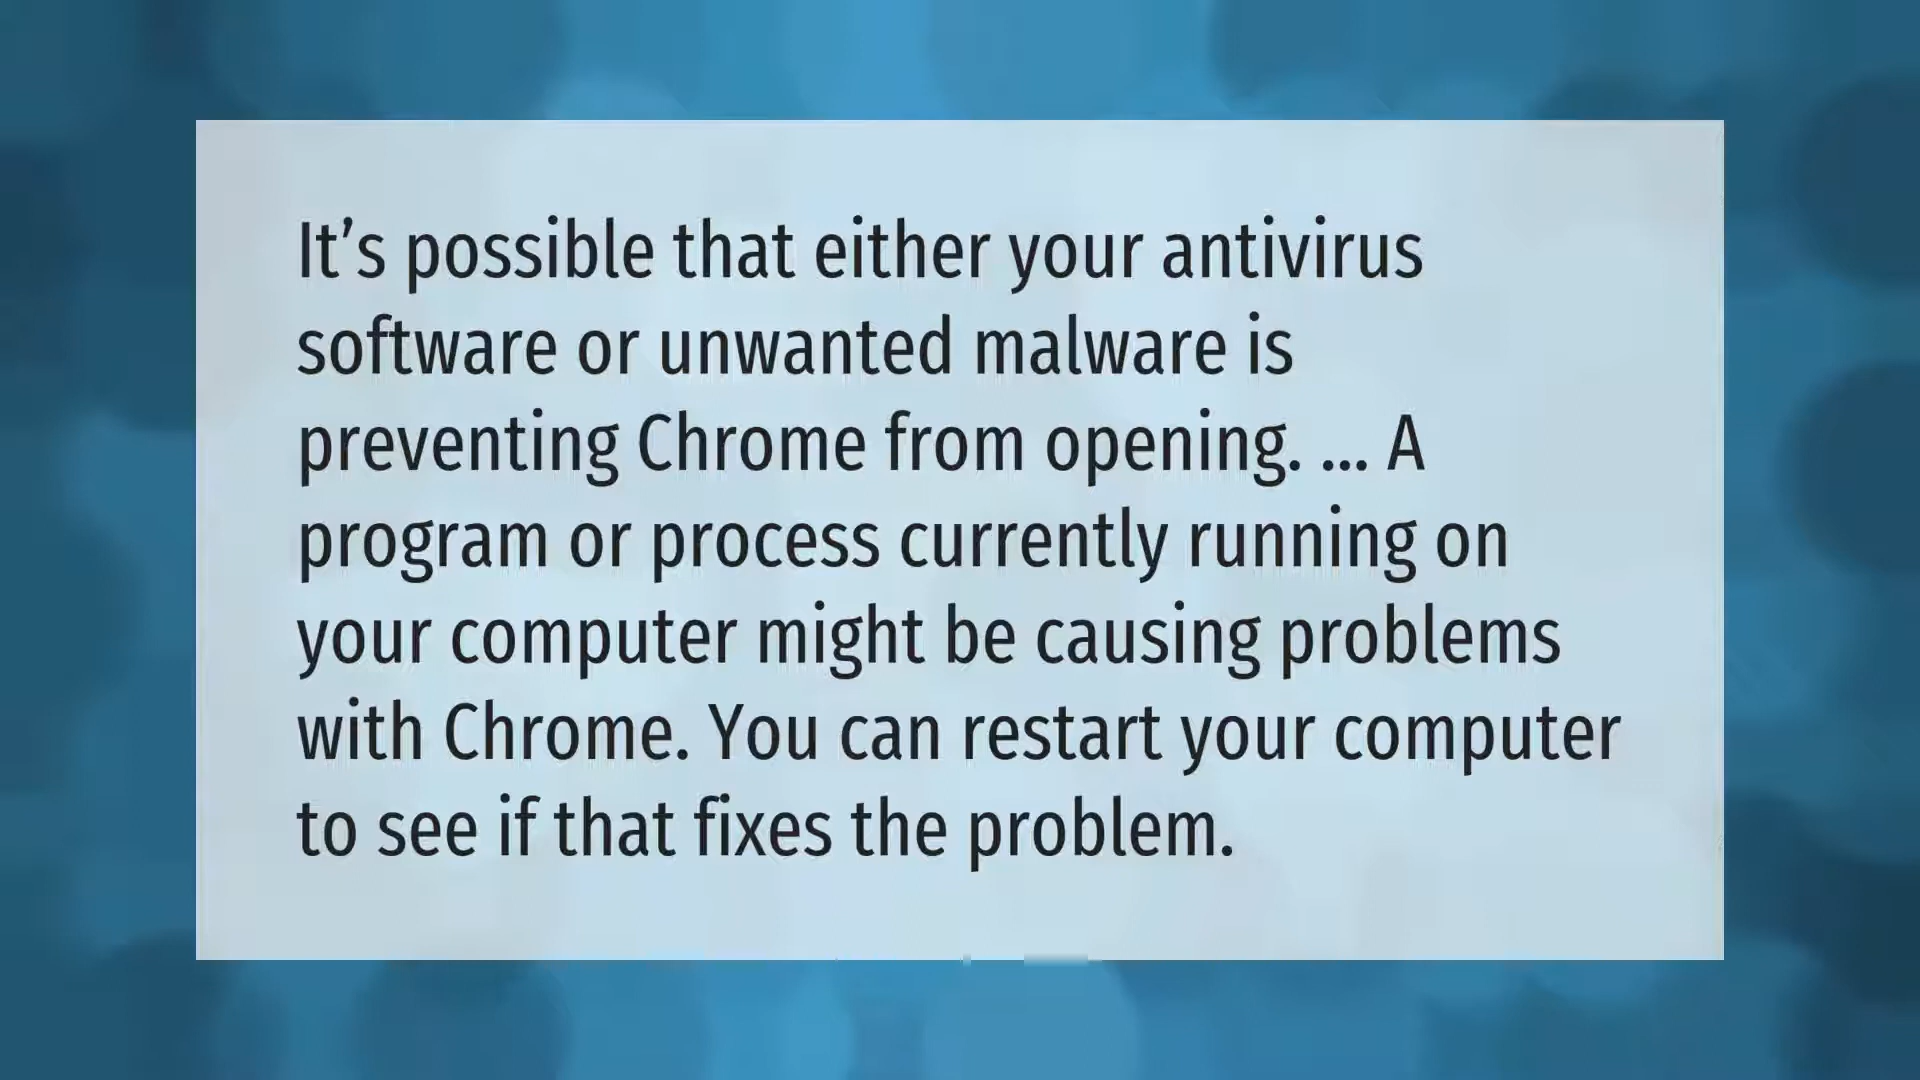 It’s possible that either your antivirus
software or unwanted malware is
preventing Chrome from opening. ... A
program or process currently running on
your computer might be causing problems
with Chrome. You can restart your computer
to see if that fixes the problem.